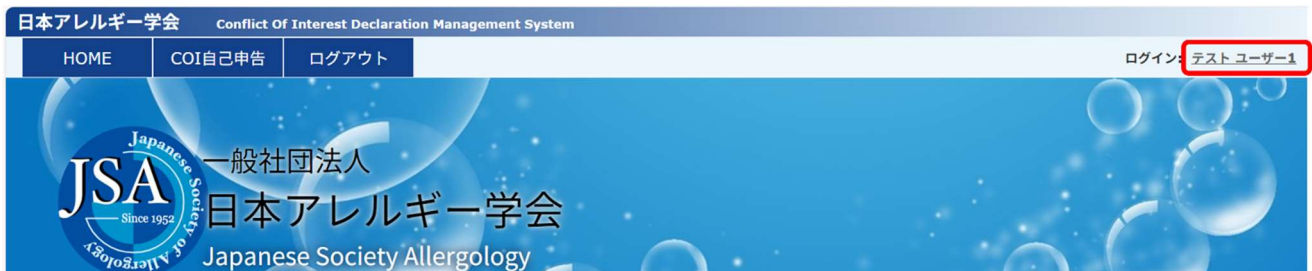 日本アレルギー学会 Conflict Of Interest Declaration Management System
HOME COI自己申告 ログアウト ログイン: テスト ユーザー1
Japanese Society of Allergology
JSA
Since 1952
一般社団法人
日本アレルギー学会
Japanese Society Allergology